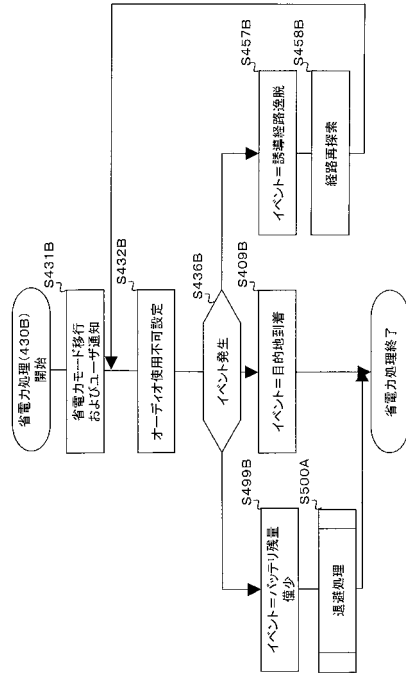 省電力処理(430B)
開始
S431B
省電力モード移行
およびユーザ通知
S432B
オーディオ使用不可設定
S436B
イベント発生
S499B
イベント=バッテリ残量
僅少
S500A
退避処理
S409B
イベント=目的地到着
S457B
イベント=誘導経路逸脱
S458B
経路再探索
省電力処理終了